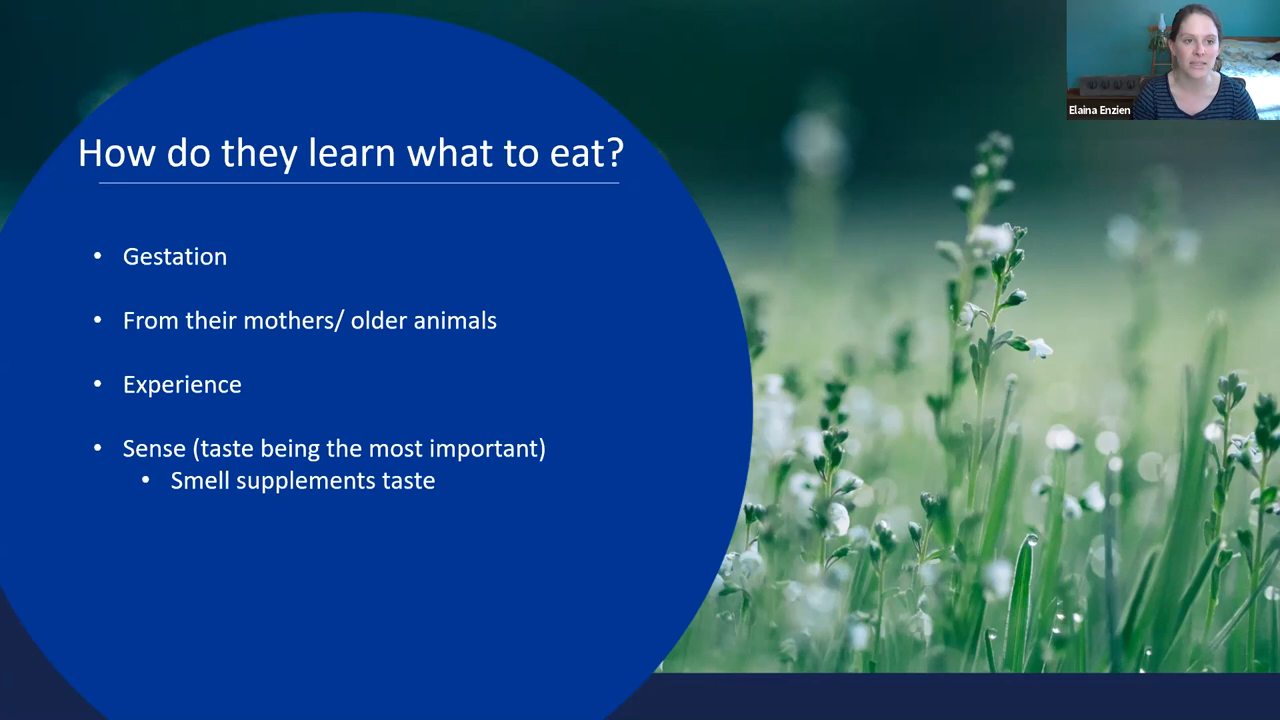 How do they learn what to eat?
• Gestation
• From their mothers/ older animals
• Experience
• Sense (taste being the most important)
• Smell supplements taste
Elaina Enzien